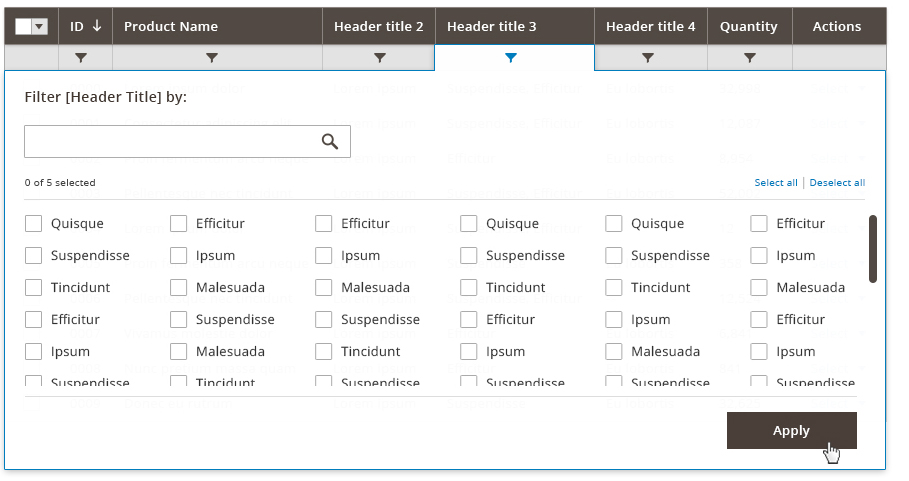 ID Product Name Header title 2 Header title 3 Header title 4 Quantity Actions
Filter [Header Title] by:
0 of 5 selected Select all | Deselect all
Quisque Efficitur Efficitur Quisque Quisque Efficitur
Suspendisse Ipsum Ipsum Suspendisse Suspendisse Ipsum
Tincidunt Malesuada Malesuada Tincidunt Tincidunt Malesuada
Efficitur Suspendisse Suspendisse Efficitur Ipsum Efficitur
Ipsum Malesuada Tincidunt Ipsum Malesuada Ipsum
Suspendisse Tincidunt Suspendisse Suspendisse Suspendisse Suspendisse
Apply